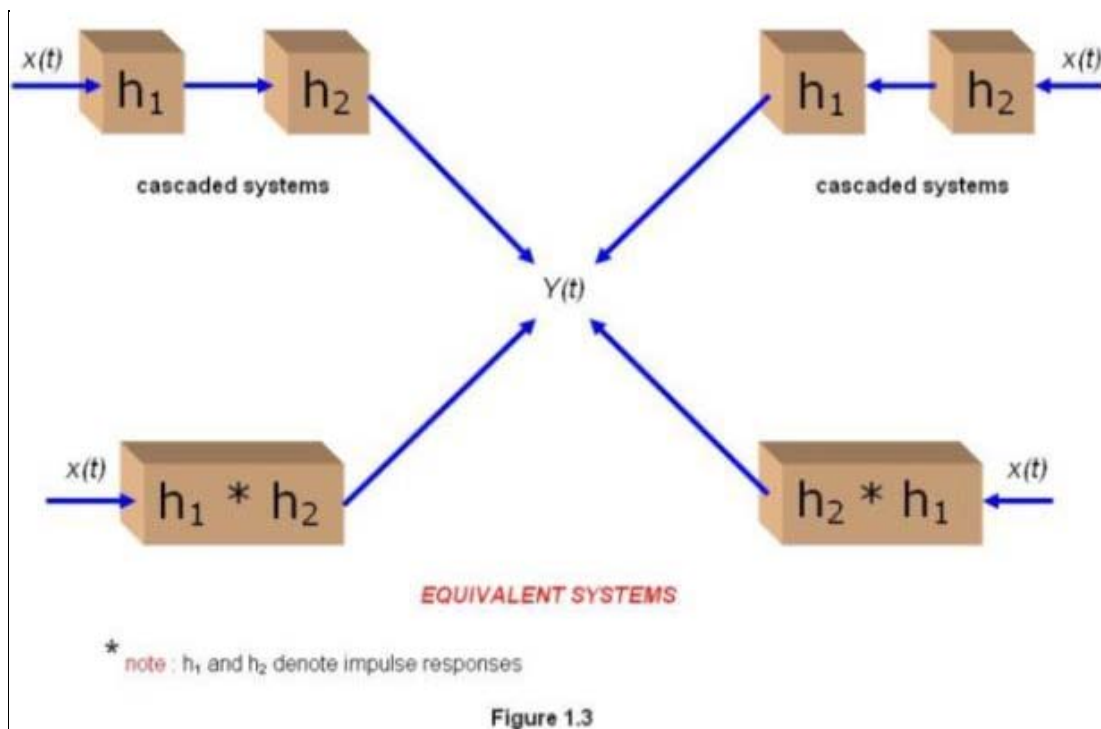 x(t) h₁ h₂ h₁ h₂ x(t)
cascaded systems cascaded systems
Y(t)
x(t) h₁ * h₂ h₂ * h₁ x(t)
EQUIVALENT SYSTEMS
* note : h₁ and h₂ denote impulse responses
Figure 1.3